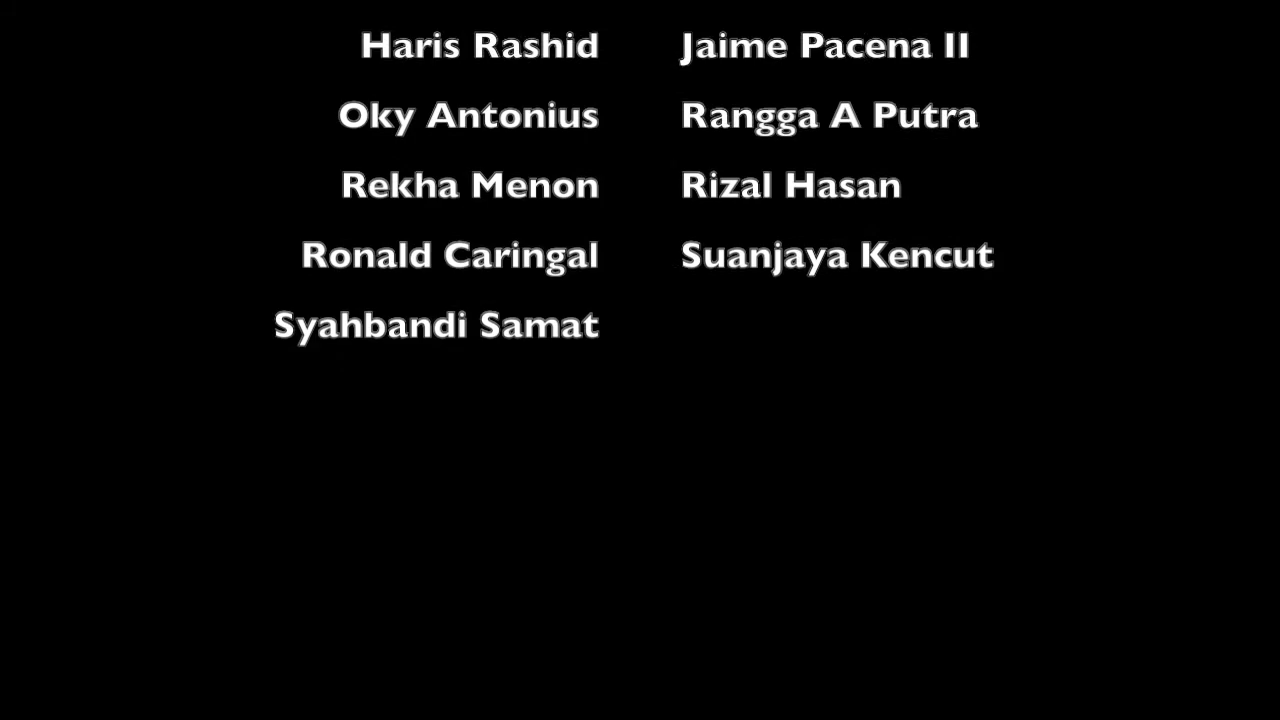 Haris Rashid Jaime Pacena II
Oky Antonius Rangga A Putra
Rekha Menon Rizal Hasan
Ronald Caringal Suanjaya Kencut
Syahbandi Samat